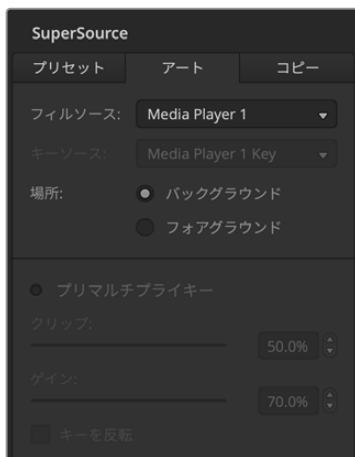 SuperSource
プリセット アート コピー
フィルソース: Media Player 1
キーソース: Media Player 1 Key
場所: バックグラウンド
フォアグラウンド
プリマルチプライキー
クリップ:
50.0%
ゲイン:
70.0%
キーを反転